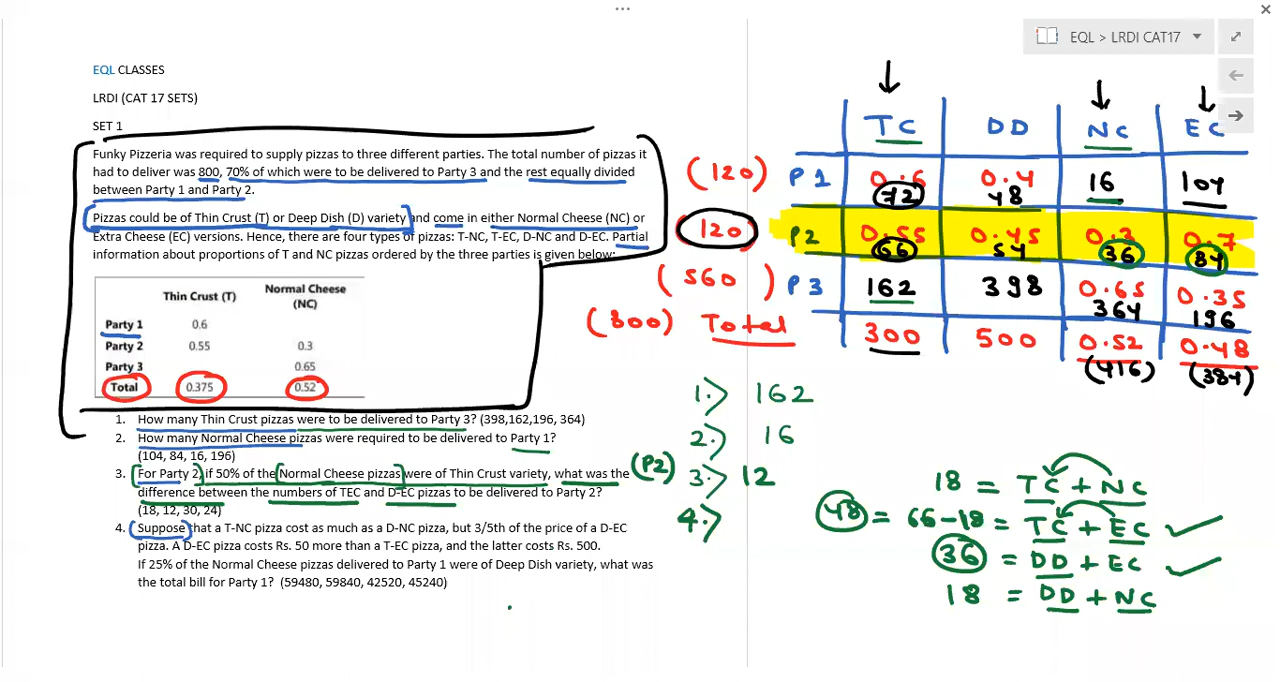 EQL > LRDI CAT17
EQL CLASSES
LRDI (CAT 17 SETS)
SET 1
Funky Pizzeria was required to supply pizzas to three different parties. The total number of pizzas it
had to deliver was 800, 70% of which were to be delivered to Party 3 and the rest equally divided
between Party 1 and Party 2.
Pizzas could be of Thin Crust (T) or Deep Dish (D) variety and come in either Normal Cheese (NC) or
Extra Cheese (EC) versions. Hence, there are four types of pizzas: T-NC, T-EC, D-NC and D-EC. Partial
information about proportions of T and NC pizzas ordered by the three parties is given below:
Thin Crust (T) Normal Cheese
(NC)
Party 1 0.6
Party 2 0.55 0.3
Party 3 0.65
Total 0.375 0.52
1. How many Thin Crust pizzas were to be delivered to Party 3? (398,162,196, 364)
2. How many Normal Cheese pizzas were required to be delivered to Party 1?
(104, 84, 16, 196)
3. For Party 2, if 50% of the Normal Cheese pizzas were of Thin Crust variety, what was the
difference between the numbers of TEC and D-EC pizzas to be delivered to Party 2?
(18, 12, 30, 24)
4. Suppose that a T-NC pizza cost as much as a D-NC pizza, but 3/5th of the price of a D-EC
pizza. A D-EC pizza costs Rs. 50 more than a T-EC pizza, and the latter costs Rs. 500.
If 25% of the Normal Cheese pizzas delivered to Party 1 were of Deep Dish variety, what was
the total bill for Party 1? (59480, 59840, 42520, 45240)
TC DD NC EC
(120) P1 0.6 0.4 16 104
72 48
120 P2 0.55 0.45 0.3 0.7
66 54 36 84
(560) P3 162 398 0.65 0.35
364 196
(800) Total 300 500 0.52 0.48
(416) (384)
1.> 162
2.> 16
(P2) 3.> 12
4.>
18 = TC + NC
48 = 66-18 = TC + EC
36 = DD + EC
18 = DD + NC